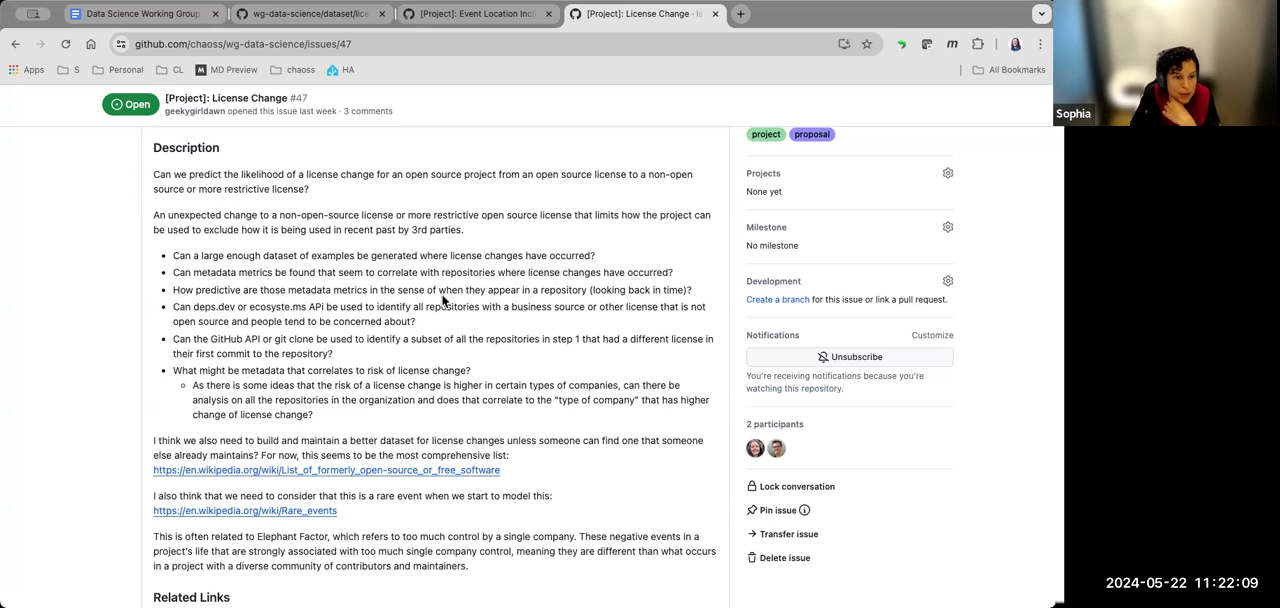 Data Science Working Group
wg-data-science/dataset/lice
[Project]: Event Location Incl
[Project]: License Change · Is
github.com/chaoss/wg-data-science/issues/47
Apps
S
Personal
CL
MD Preview
chaoss
HA
All Bookmarks
Sophia
Open
[Project]: License Change #47
geekygirldawn opened this issue last week · 3 comments
Description
Can we predict the likelihood of a license change for an open source project from an open source license to a non-open
source or more restrictive license?
An unexpected change to a non-open-source license or more restrictive open source license that limits how the project can
be used to exclude how it is being used in recent past by 3rd parties.
• Can a large enough dataset of examples be generated where license changes have occurred?
• Can metadata metrics be found that seem to correlate with repositories where license changes have occurred?
• How predictive are those metadata metrics in the sense of when they appear in a repository (looking back in time)?
• Can deps.dev or ecosyste.ms APi be used to identify all repositories with a business source or other license that is not
open source and people tend to be concerned about?
• Can the GitHub API or git clone be used to identify a subset of all the repositories in step 1 that had a different license in
their first commit to the repository?
• What might be metadata that correlates to risk of license change?
As there is some ideas that the risk of a license change is higher in certain types of companies, can there be
analysis on all the repositories in the organization and does that correlate to the “type of company” that has higher
change of license change?
I think we also need to build and maintain a better dataset for license changes unless someone can find one that someone
else already maintains? For now, this seems to be the most comprehensive list:
https://en.wikipedia.org/wiki/List_of_formerly_open-source_or_free_software
I also think that we need to consider that this is a rare event when we start to model this:
https://en.wikipedia.org/wiki/Rare_events
This is often related to Elephant Factor, which refers to too much control by a single company. These negative events in a
project's life that are strongly associated with too much single company control, meaning they are different than what occurs
in a project with a diverse community of contributors and maintainers.
Related Links
project
proposal
Projects
None yet
Milestone
No milestone
Development
Create a branch for this issue or link a pull request.
Notifications
Customize
Unsubscribe
You're receiving notifications because you're
watching this repository.
2 participants
Lock conversation
Pin issue
Transfer issue
Delete issue
2024-05-22 11:22:09